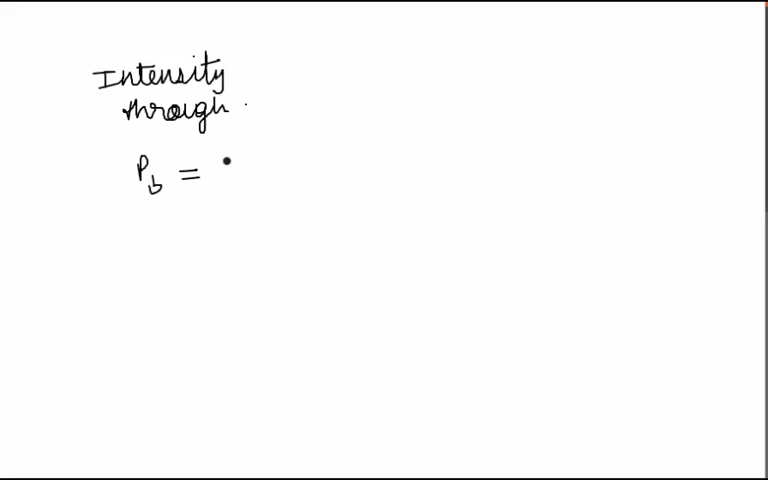 Intensity
through
P_b =